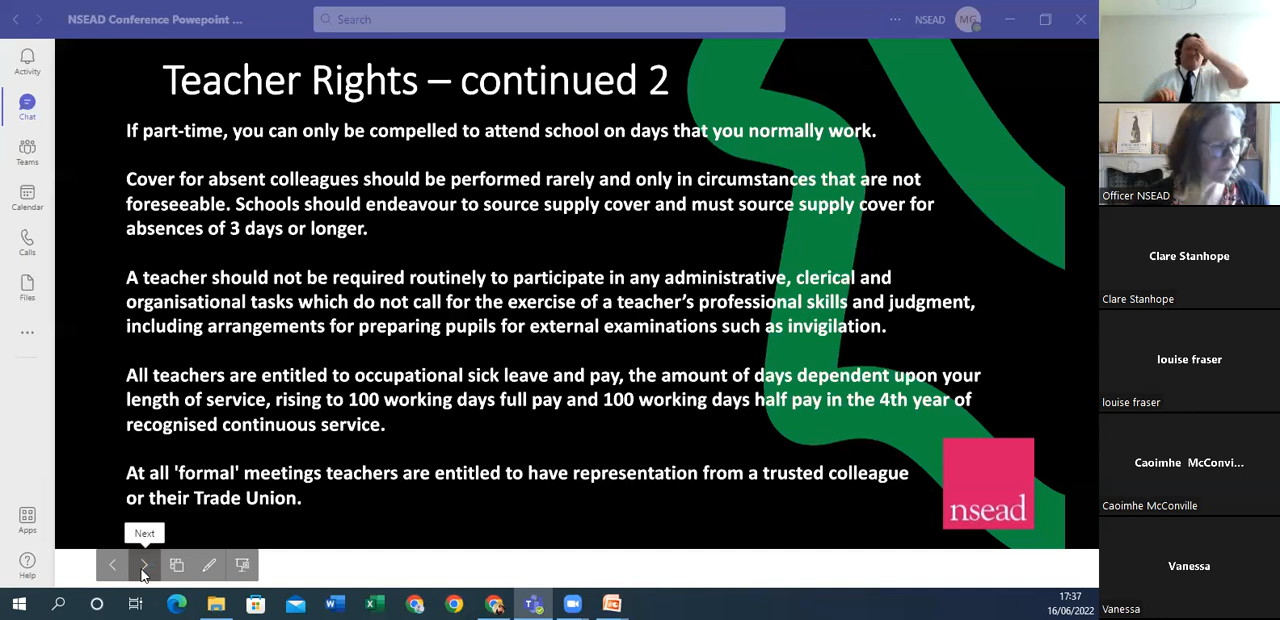 NSEAD Conference Powepoint ...
Search
NSEAD
MG
Activity
Chat
Teams
Calendar
Calls
Files
Apps
Help
Teacher Rights – continued 2
If part-time, you can only be compelled to attend school on days that you normally work.
Cover for absent colleagues should be performed rarely and only in circumstances that are not
foreseeable. Schools should endeavour to source supply cover and must source supply cover for
absences of 3 days or longer.
A teacher should not be required routinely to participate in any administrative, clerical and
organisational tasks which do not call for the exercise of a teacher's professional skills and judgment,
including arrangements for preparing pupils for external examinations such as invigilation.
All teachers are entitled to occupational sick leave and pay, the amount of days dependent upon your
length of service, rising to 100 working days full pay and 100 working days half pay in the 4th year of
recognised continuous service.
At all 'formal' meetings teachers are entitled to have representation from a trusted colleague
or their Trade Union.
nsead
Next
Officer NSEAD
Clare Stanhope
Clare Stanhope
louise fraser
louise fraser
Caoimhe McConvi...
Caoimhe McConville
Vanessa
Vanessa
17:37
16/06/2022